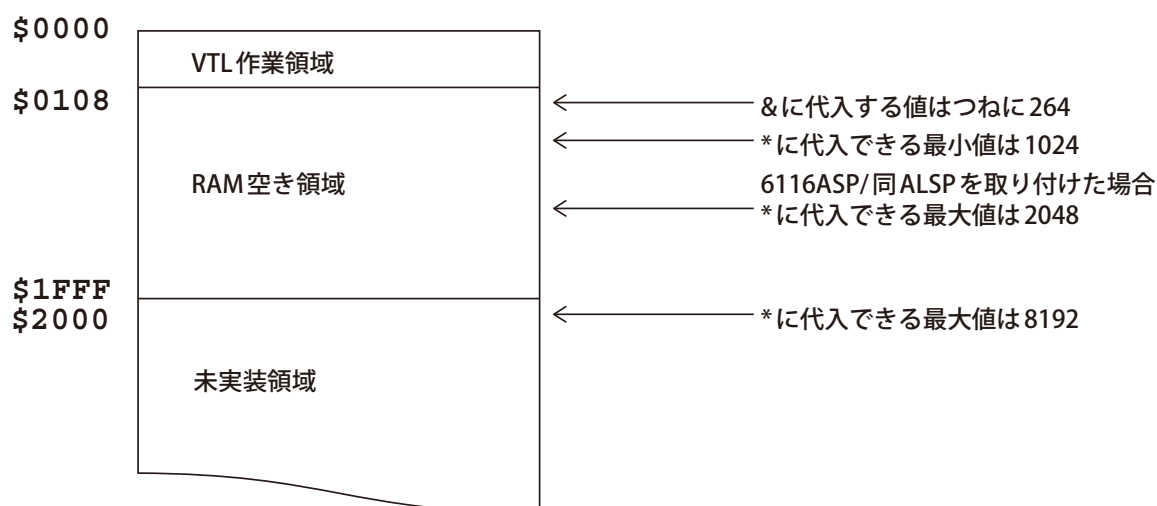 $0000
VTL作業領域
$0108
&に代入する値はつねに264
*に代入できる最小値は1024
RAM空き領域
6116ASP/同ALSPを取り付けた場合
*に代入できる最大値は2048
$1FFF
$2000
*に代入できる最大値は8192
未実装領域